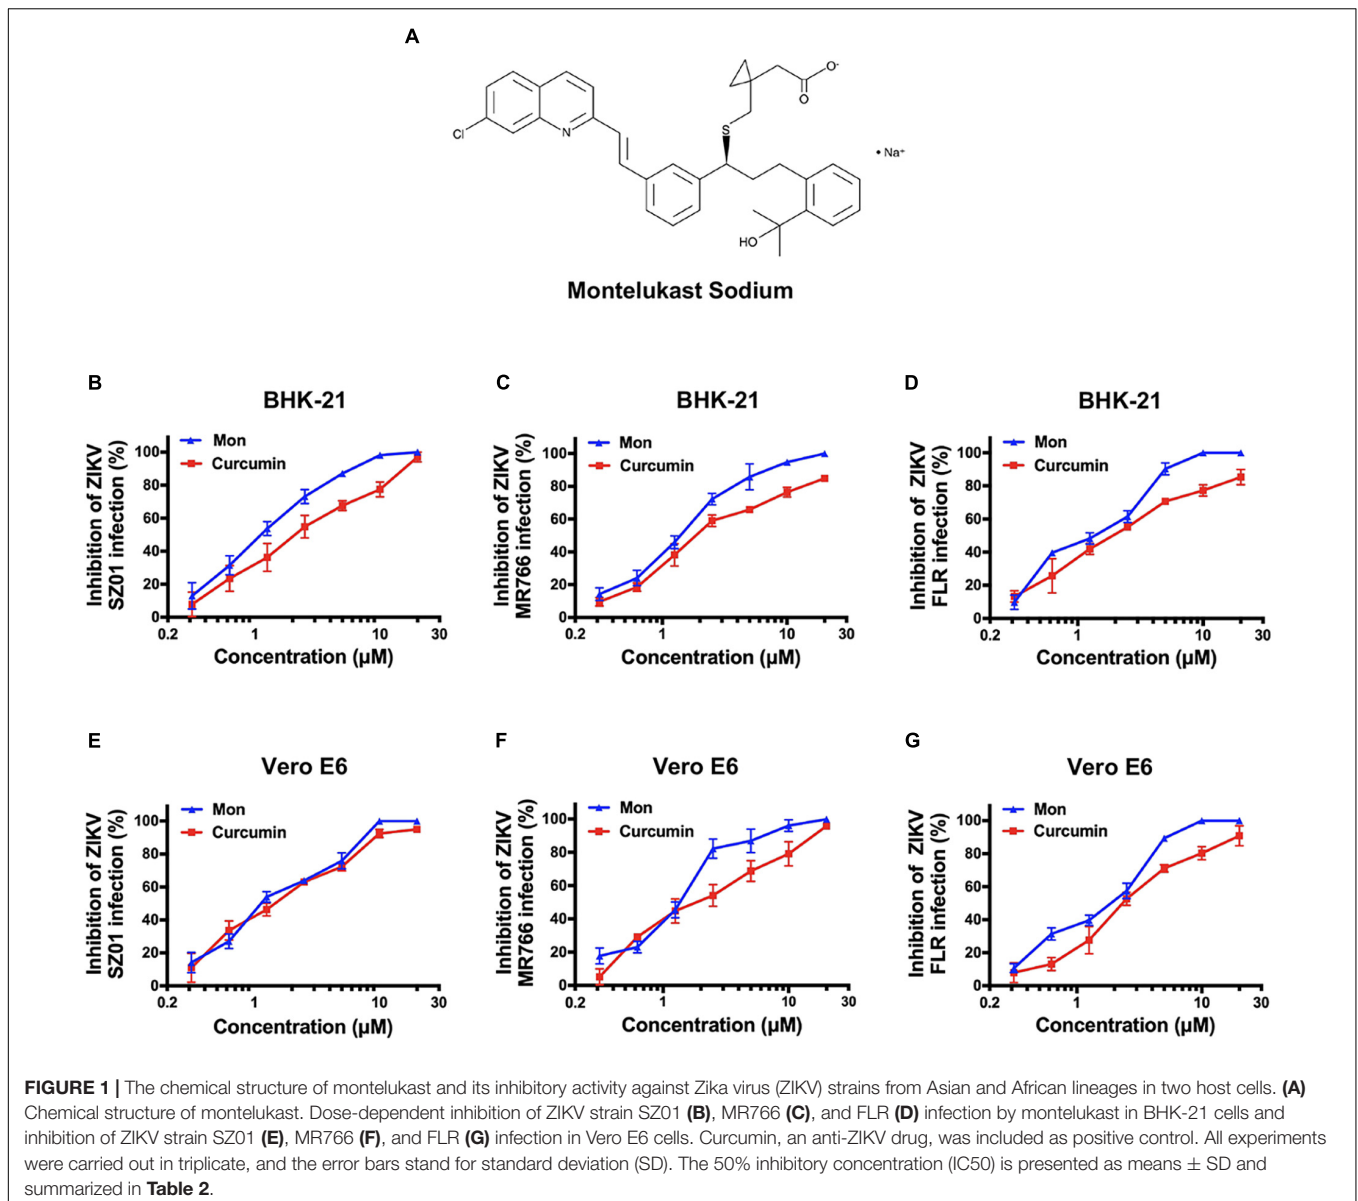 A
O-
O
S
Cl
N
• Na+
HO
Montelukast Sodium
B
BHK-21
Inhibition of ZIKV
SZ01 infection (%)
Mon
Curcumin
100
80
60
40
20
0
0.2
1
10
30
Concentration (µM)
C
BHK-21
Inhibition of ZIKV
MR766 infection (%)
Mon
Curcumin
100
80
60
40
20
0
0.2
1
10
30
Concentration (µM)
D
BHK-21
Inhibition of ZIKV
FLR infection (%)
Mon
Curcumin
100
80
60
40
20
0
0.2
1
10
30
Concentration (µM)
E
Vero E6
Inhibition of ZIKV
SZ01 infection (%)
Mon
Curcumin
100
80
60
40
20
0
0.2
1
10
30
Concentration (µM)
F
Vero E6
Inhibition of ZIKV
MR766 infection (%)
Mon
Curcumin
100
80
60
40
20
0
0.2
1
10
30
Concentration (µM)
G
Vero E6
Inhibition of ZIKV
FLR infection (%)
Mon
Curcumin
100
80
60
40
20
0
0.2
1
10
30
Concentration (µM)
FIGURE 1 | The chemical structure of montelukast and its inhibitory activity against Zika virus (ZIKV) strains from Asian and African lineages in two host cells. (A)
Chemical structure of montelukast. Dose-dependent inhibition of ZIKV strain SZ01 (B), MR766 (C), and FLR (D) infection by montelukast in BHK-21 cells and
inhibition of ZIKV strain SZ01 (E), MR766 (F), and FLR (G) infection in Vero E6 cells. Curcumin, an anti-ZIKV drug, was included as positive control. All experiments
were carried out in triplicate, and the error bars stand for standard deviation (SD). The 50% inhibitory concentration (IC50) is presented as means ± SD and
summarized in Table 2.